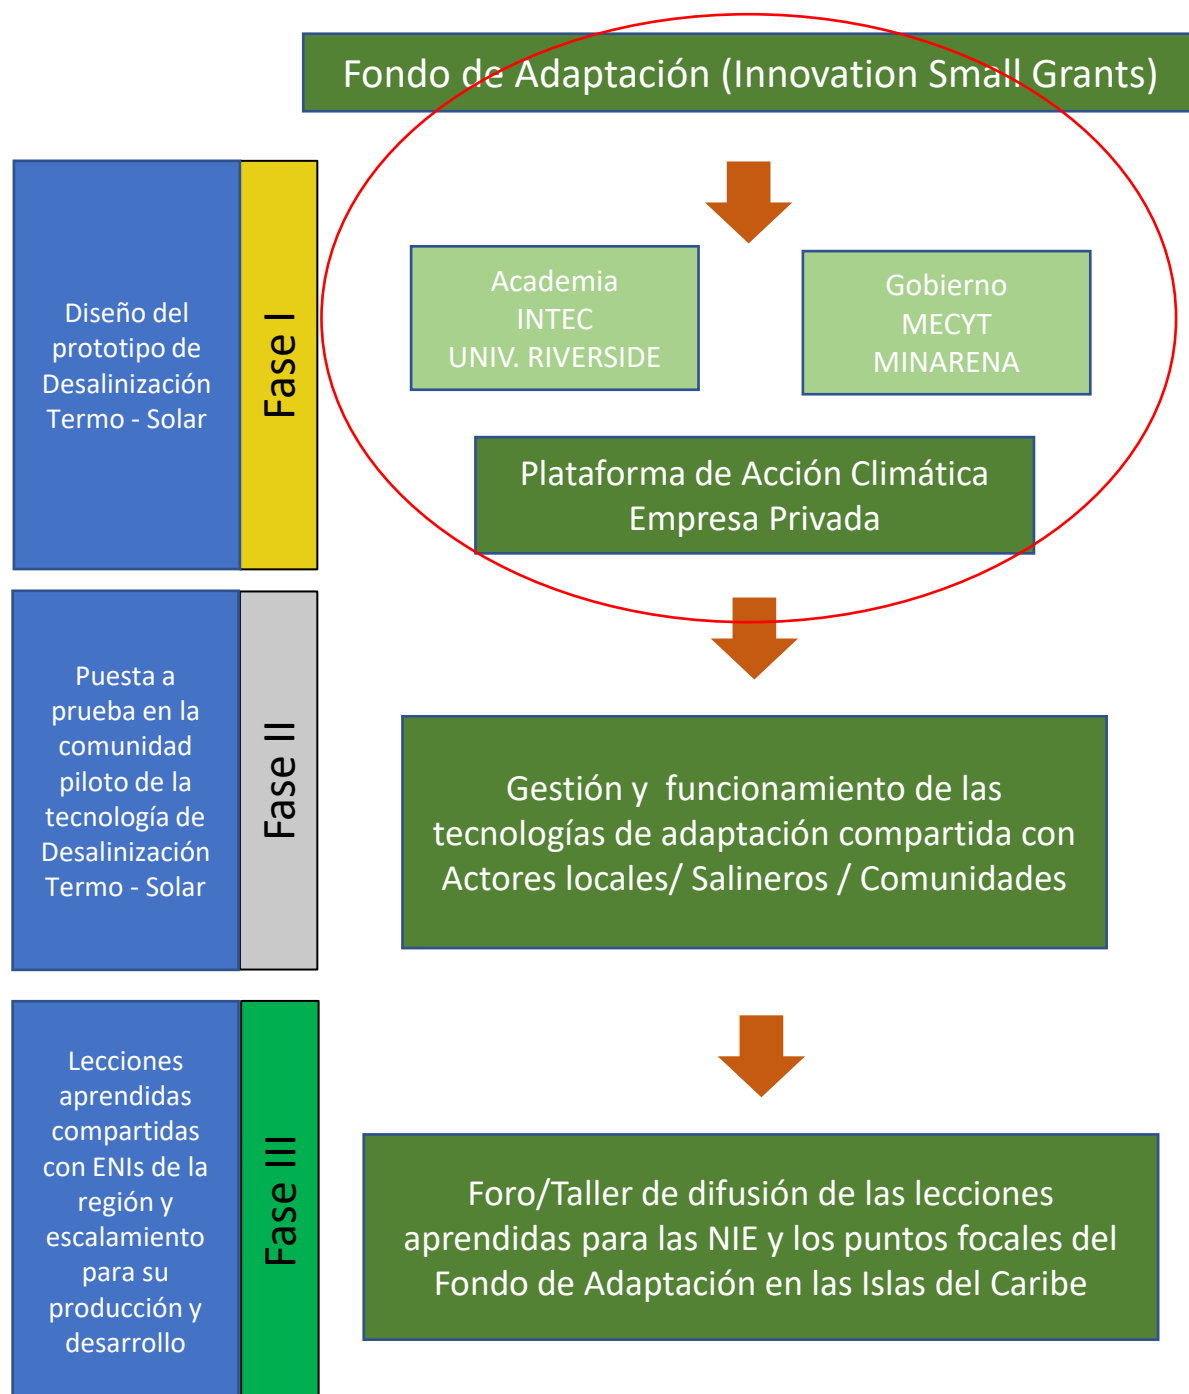 Fondo de Adaptación (Innovation Small Grants)
Diseño del
prototipo de
Desalinización
Termo - Solar
Fase I
Academia
INTEC
UNIV. RIVERSIDE
Gobierno
MECYT
MINARENA
Plataforma de Acción Climática
Empresa Privada
Puesta a
prueba en la
comunidad
piloto de la
tecnología de
Desalinización
Termo - Solar
Fase II
Gestión y funcionamiento de las
tecnologías de adaptación compartida con
Actores locales/ Salineros / Comunidades
Lecciones
aprendidas
compartidas
con ENIs de la
región y
escalamiento
para su
producción y
desarrollo
Fase III
Foro/Taller de difusión de las lecciones
aprendidas para las NIE y los puntos focales del
Fondo de Adaptación en las Islas del Caribe